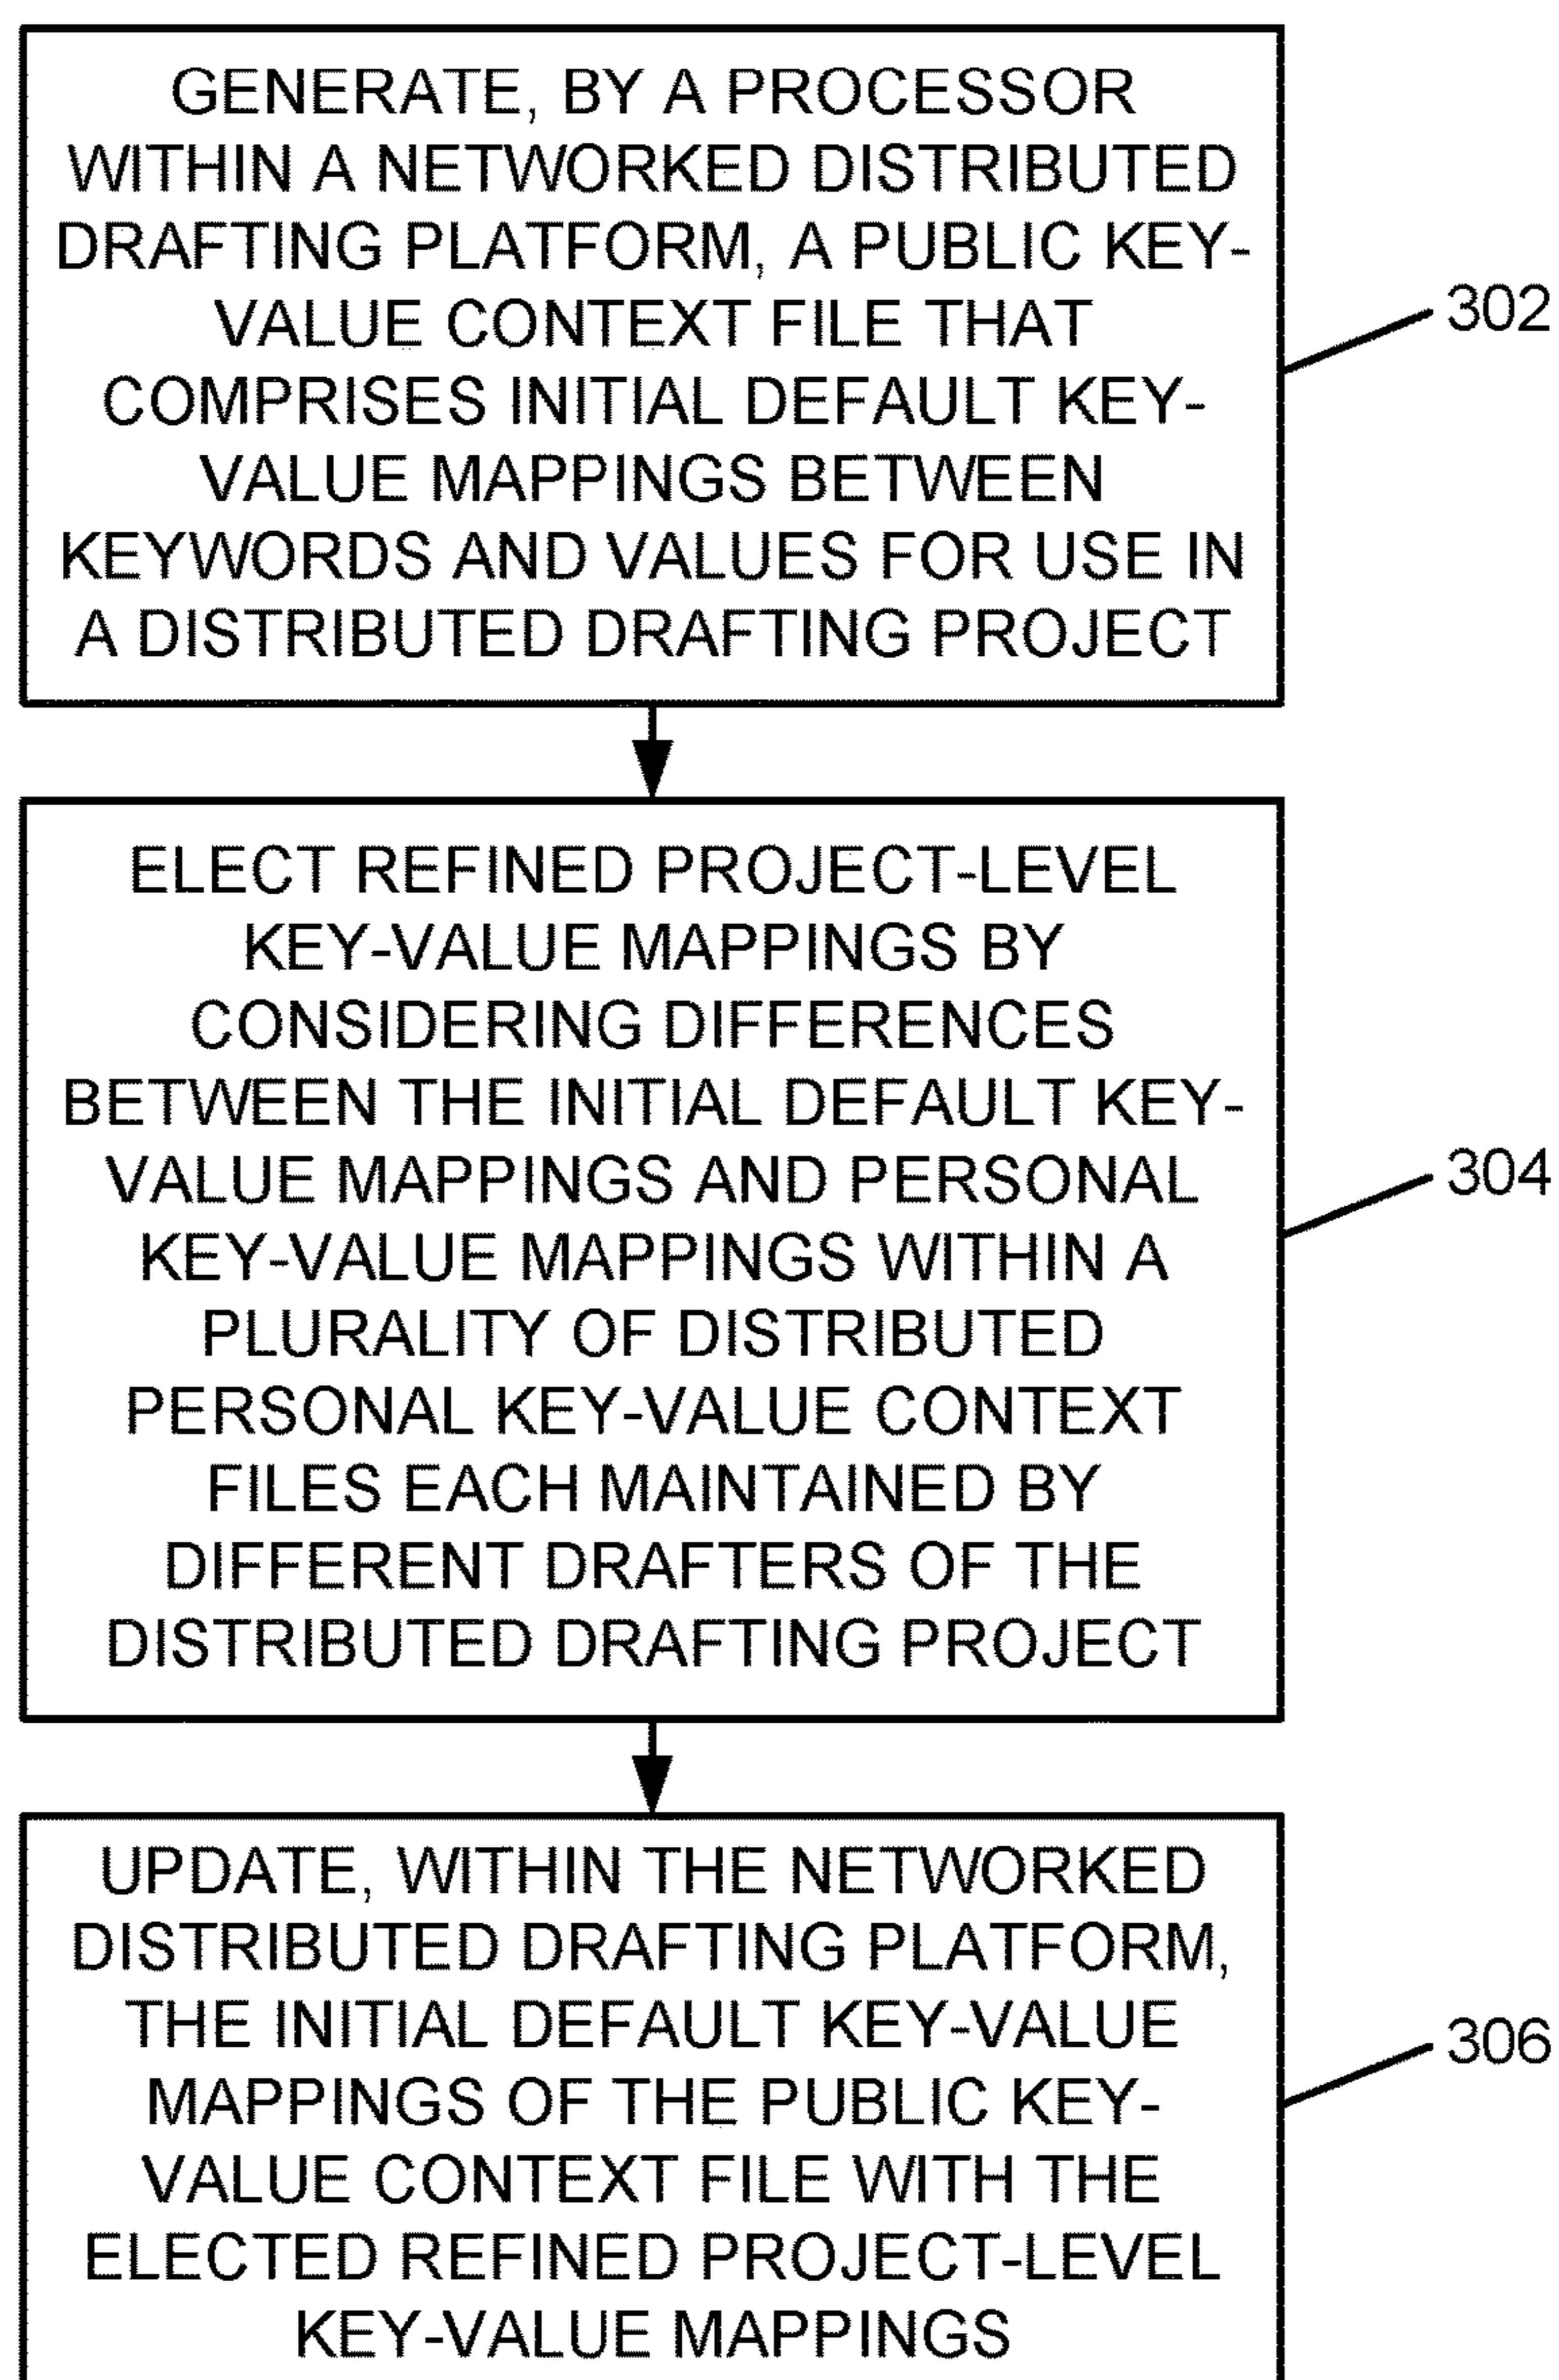 GENERATE, BY A PROCESSOR
WITHIN A NETWORKED DISTRIBUTED
DRAFTING PLATFORM, A PUBLIC KEY-
VALUE CONTEXT FILE THAT
COMPRISES INITIAL DEFAULT KEY-
VALUE MAPPINGS BETWEEN
KEYWORDS AND VALUES FOR USE IN
A DISTRIBUTED DRAFTING PROJECT
302
ELECT REFINED PROJECT-LEVEL
KEY-VALUE MAPPINGS BY
CONSIDERING DIFFERENCES
BETWEEN THE INITIAL DEFAULT KEY-
VALUE MAPPINGS AND PERSONAL
KEY-VALUE MAPPINGS WITHIN A
PLURALITY OF DISTRIBUTED
PERSONAL KEY-VALUE CONTEXT
FILES EACH MAINTAINED BY
DIFFERENT DRAFTERS OF THE
DISTRIBUTED DRAFTING PROJECT
304
UPDATE, WITHIN THE NETWORKED
DISTRIBUTED DRAFTING PLATFORM,
THE INITIAL DEFAULT KEY-VALUE
MAPPINGS OF THE PUBLIC KEY-
VALUE CONTEXT FILE WITH THE
ELECTED REFINED PROJECT-LEVEL
KEY-VALUE MAPPINGS
306